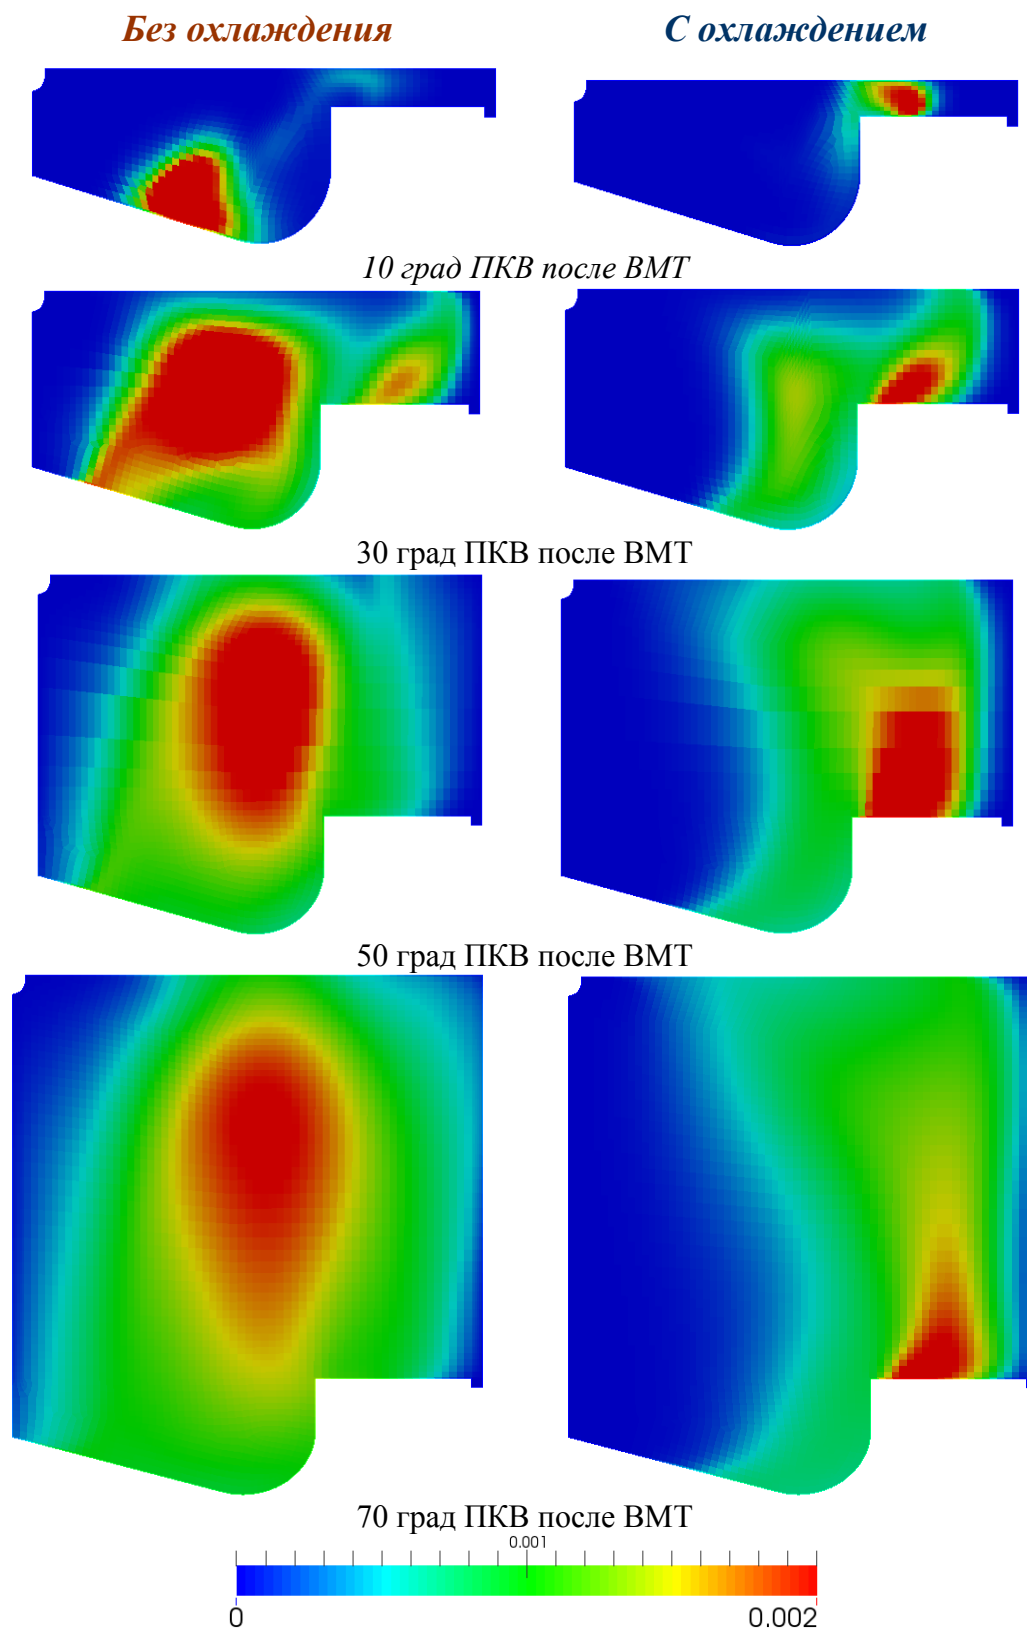 Без охлаждения
С охлаждением
10 град ПКВ после ВМТ
30 град ПКВ после ВМТ
50 град ПКВ после ВМТ
70 град ПКВ после ВМТ
0.001
0
0.002